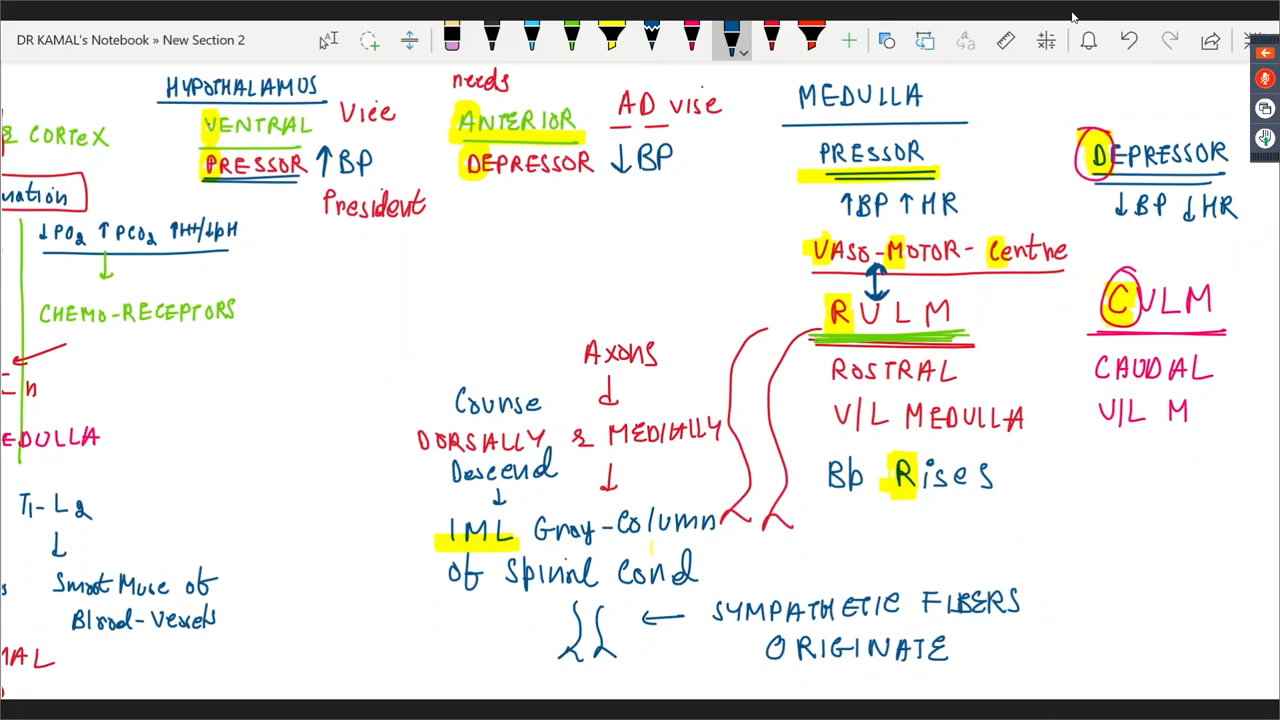 DR KAMAL's Notebook » New Section 2
& CORTEX
nation
↓PO2 ↑PCO2 ↑H+/↓pH
↓
CHEMO-RECEPTORS
EDULLA
T1-L2
↓
Smoot Musc of
Blood-Vessels
HYPOTHALAMUS
VENTRAL Vice
PRESSOR ↑BP
President
needs
ANTERIOR AD vise
DEPRESSOR ↓BP
Axons
↓
Course
DORSALLY & MEDIALLY
Descend ↓
↓
IML Gray-Column
of Spinal Cord
← SYMPATHETIC FIBERS
ORIGINATE
MEDULLA
PRESSOR
↑BP ↑HR
VASO-MOTOR-Centre
RVLM
ROSTRAL
V/L MEDULLA
Bp Rises
DEPRESSOR
↓BP ↓HR
CVLM
CAUDAL
V/L M